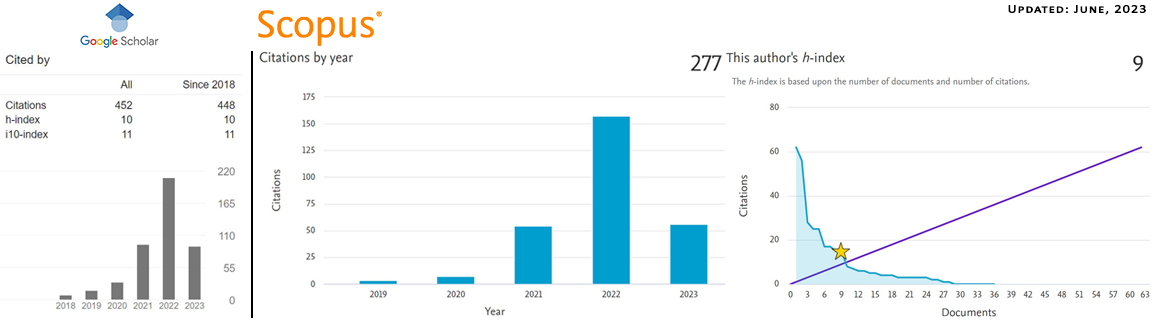 Google Scholar
Cited by
All Since 2018
Citations 452 448
h-index 10 10
i10-index 11 11
220
165
110
55
0
2018 2019 2020 2021 2022 2023
Scopus®
Citations by year 277
175
150
125
100
75
50
25
0
Citations
2019 2020 2021 2022 2023
Year
UPDATED: JUNE, 2023
This author's h-index 9
The h-index is based upon the number of documents and number of citations.
80
60
40
20
0
Citations
0 3 6 9 12 15 18 21 24 27 30 33 36 39 42 45 48 51 54 57 60 63
Documents